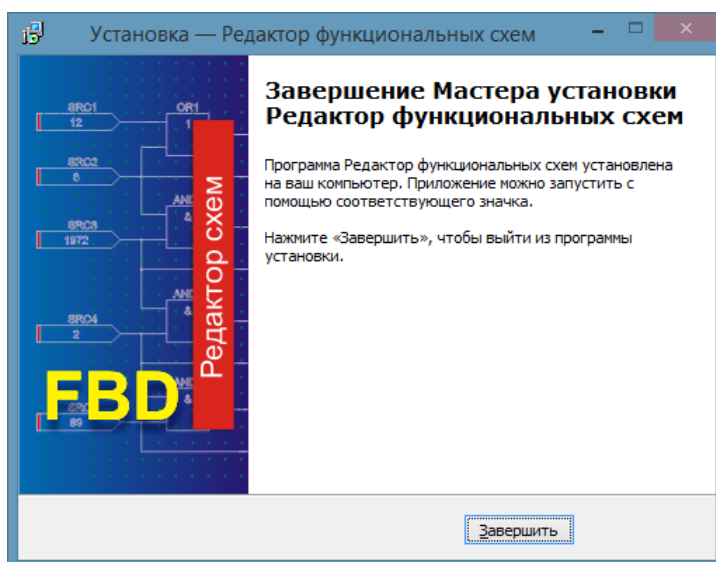 Установка — Редактор функциональных схем
Завершение Мастера установки
Редактор функциональных схем
Программа Редактор функциональных схем установлена
на ваш компьютер. Приложение можно запустить с
помощью соответствующего значка.
Нажмите «Завершить», чтобы выйти из программы
установки.
SRC1
12
OR1
1
SRC2
6
AND
&
SRC3
1972
AND
&
SRC4
2
&
89
Редактор схем
FBD
Завершить